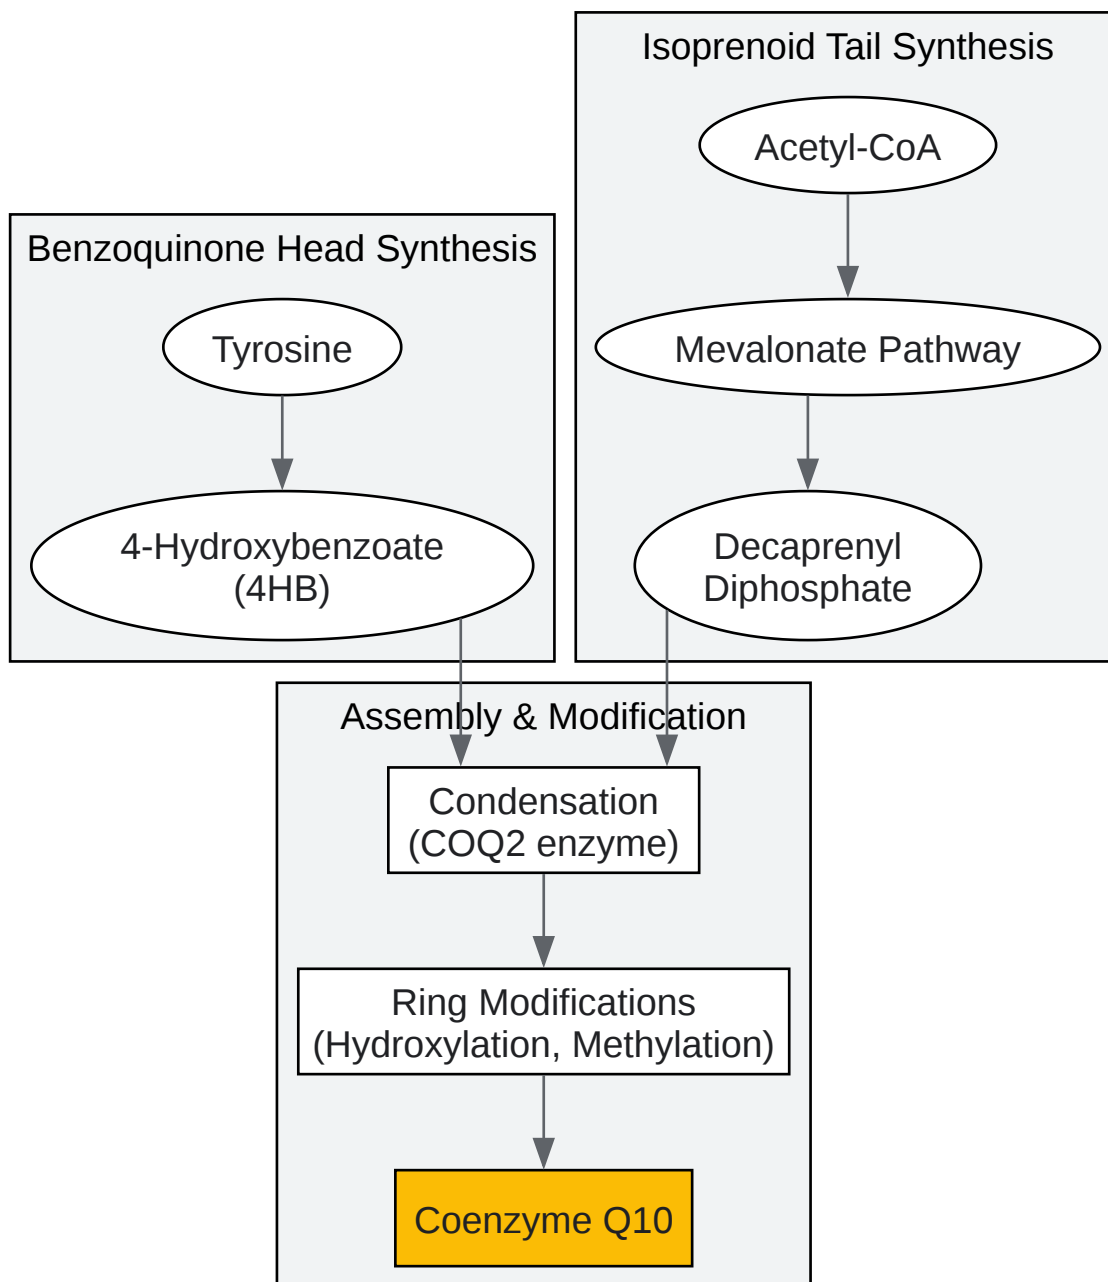 Isoprenoid Tail Synthesis
Acetyl-CoA
Benzoquinone Head Synthesis
Tyrosine
Mevalonate Pathway
4-Hydroxybenzoate
(4HB)
Decaprenyl
Diphosphate
Assembly & Modification
Condensation
(COQ2 enzyme)
Ring Modifications
(Hydroxylation, Methylation)
Coenzyme Q10